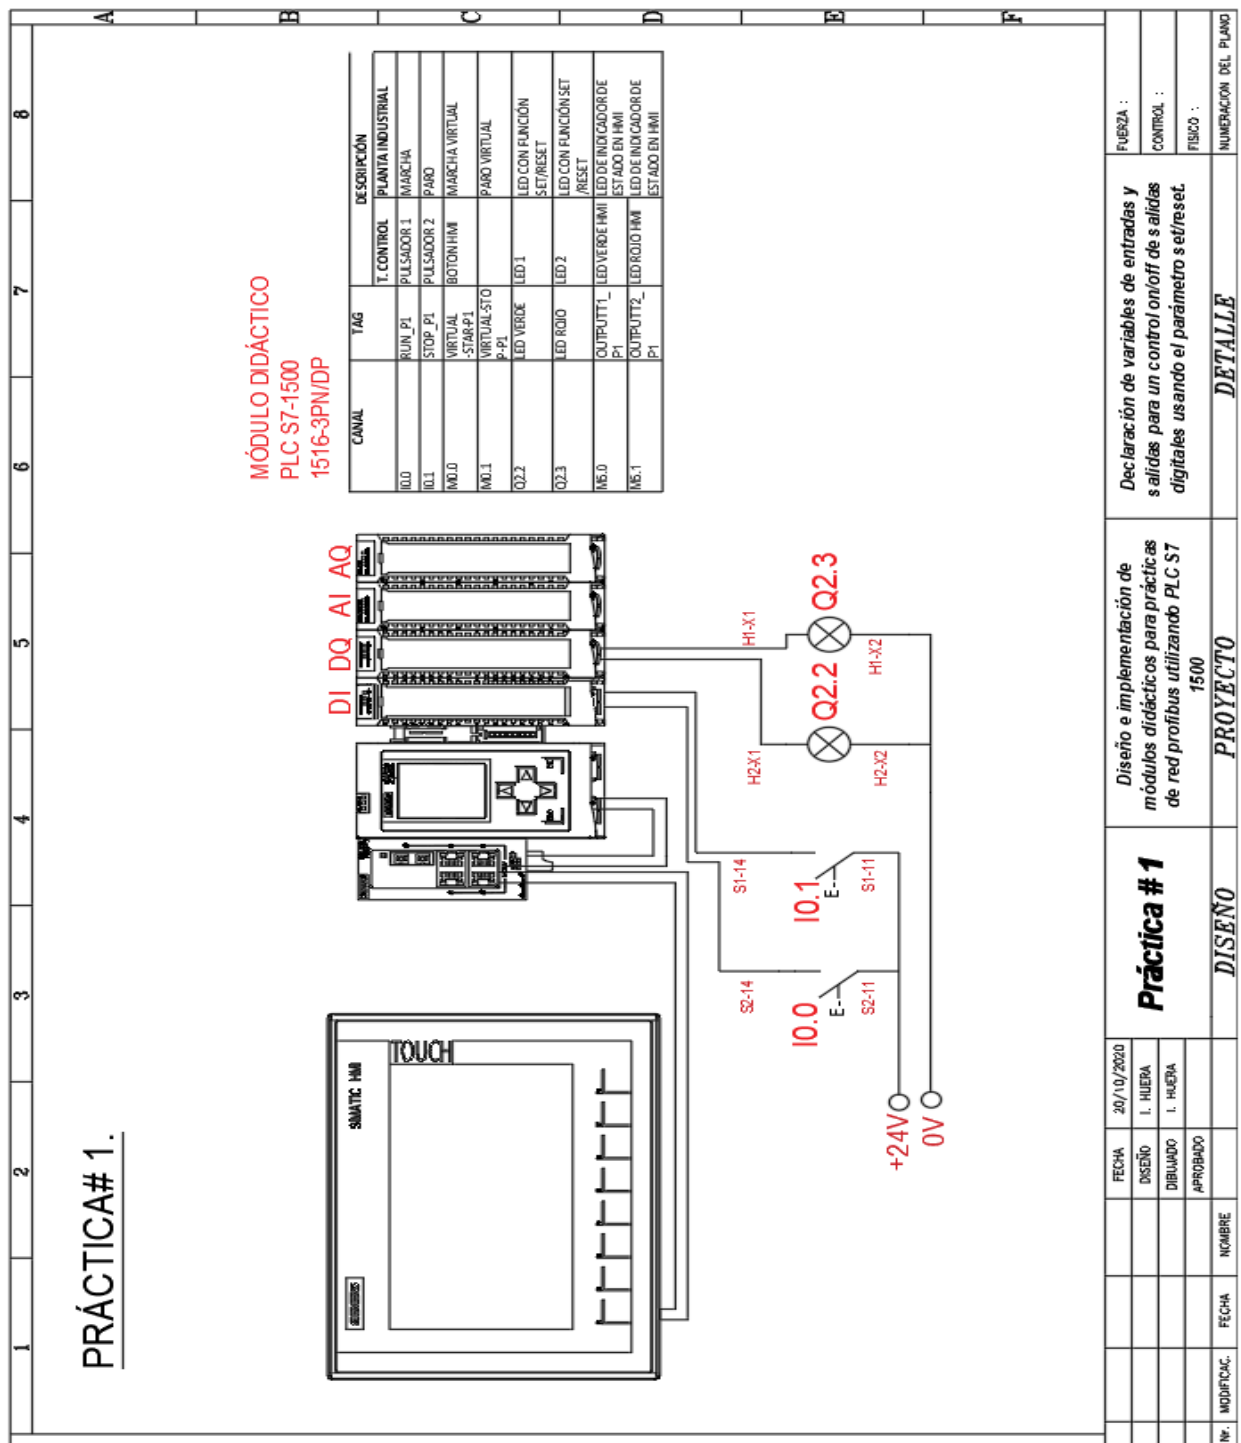 1 2 3 4 5 6 7 8
A
B
C
D
E
F
PRÁCTICA# 1.
MÓDULO DIDÁCTICO
PLC S7-1500
1516-3PN/DP
CANAL TAG DESCRIPCIÓN
T. CONTROL PLANTA INDUSTRIAL
I0.0 RUN_P1 PULSADOR 1 MARCHA
I0.1 STOP_P1 PULSADOR 2 PARO
M0.0 VIRTUAL BOTON HMI MARCHA VIRTUAL
-STAR-P1
M0.1 VIRTUAL-STO PARO VIRTUAL
P-P1
Q2.2 LED VERDE LED 1 LED CON FUNCIÓN
SET/RESET
Q2.3 LED ROJO LED 2 LED CON FUNCIÓN SET
/RESET
M5.0 OUTPUTT1_ LED VERDE HMI LED DE INDICADOR DE
P1 ESTADO EN HMI
M5.1 OUTPUTT2_ LED ROJO HMI LED DE INDICADOR DE
P1 ESTADO EN HMI
SIMATIC HMI
TOUCH
DI DQ AI AQ
H1-X1
H2-X1
Q2.2 Q2.3
H1-X2
H2-X2
S1-14
S2-14
I0.0 I0.1
E--
E--
S1-11
S2-11
+24V
0V
FECHA 20/10/2020
DISEÑO I. HUERA
DIBUJADO I. HUERA
APROBADO
Nr. MODIFICAC. FECHA NOMBRE
Práctica # 1
DISEÑO
Diseño e implementación de
módulos didácticos para prácticas
de red profibus utilizando PLC S7
1500
PROYECTO
Declaración de variables de entradas y
salidas para un control on/off de salidas
digitales usando el parámetro set/reset.
DETALLE
FUERZA :
CONTROL :
FISICO :
NUMERACION DEL PLANO